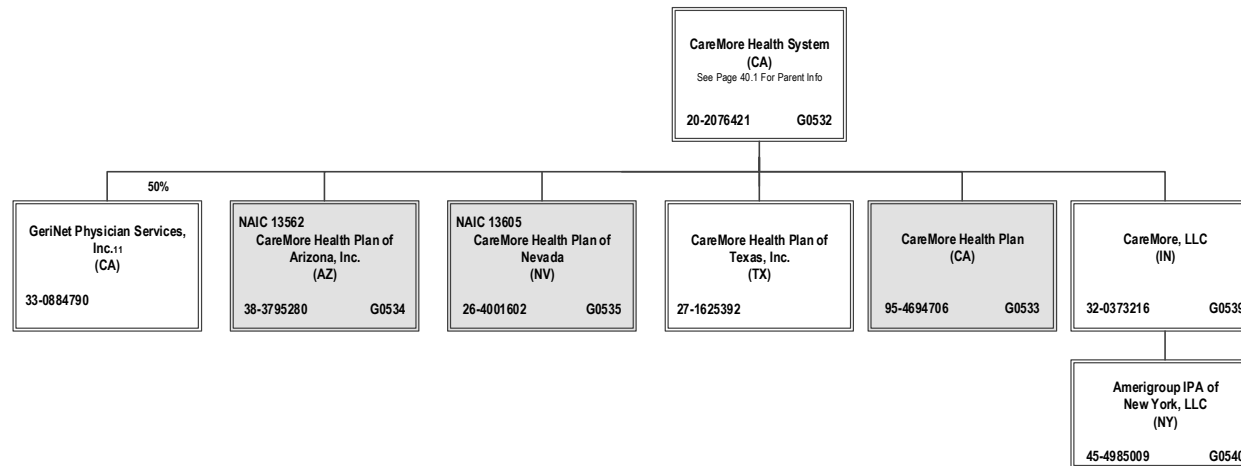 CareMore Health System
(CA)
See Page 40.1 For Parent Info
20-2076421 G0532
50%
GeriNet Physician Services,
Inc.11
(CA)
33-0884790
NAIC 13562
CareMore Health Plan of
Arizona, Inc.
(AZ)
38-3795280 G0534
NAIC 13605
CareMore Health Plan of
Nevada
(NV)
26-4001602 G0535
CareMore Health Plan of
Texas, Inc.
(TX)
27-1625392
CareMore Health Plan
(CA)
95-4694706 G0533
CareMore, LLC
(IN)
32-0373216 G0539
Amerigroup IPA of
New York, LLC
(NY)
45-4985009 G0540